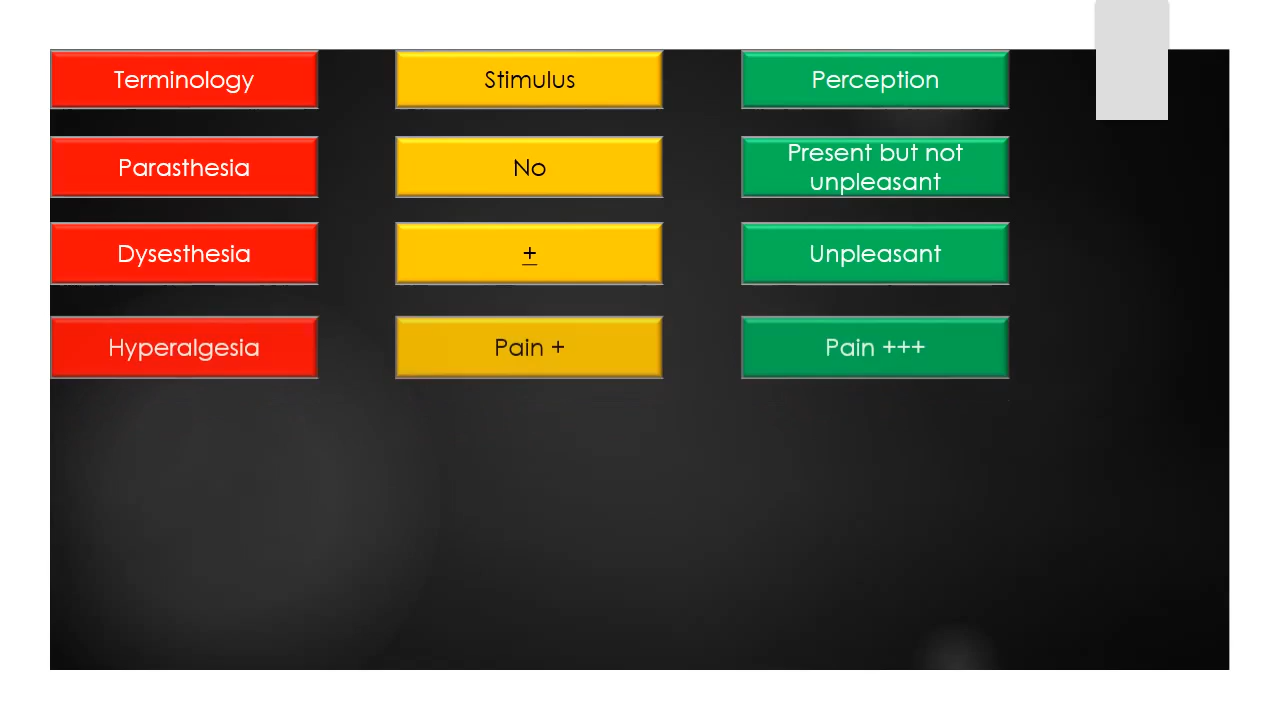 Terminology
Stimulus
Perception
Parasthesia
No
Present but not
unpleasant
Dysesthesia
±
Unpleasant
Hyperalgesia
Pain +
Pain +++